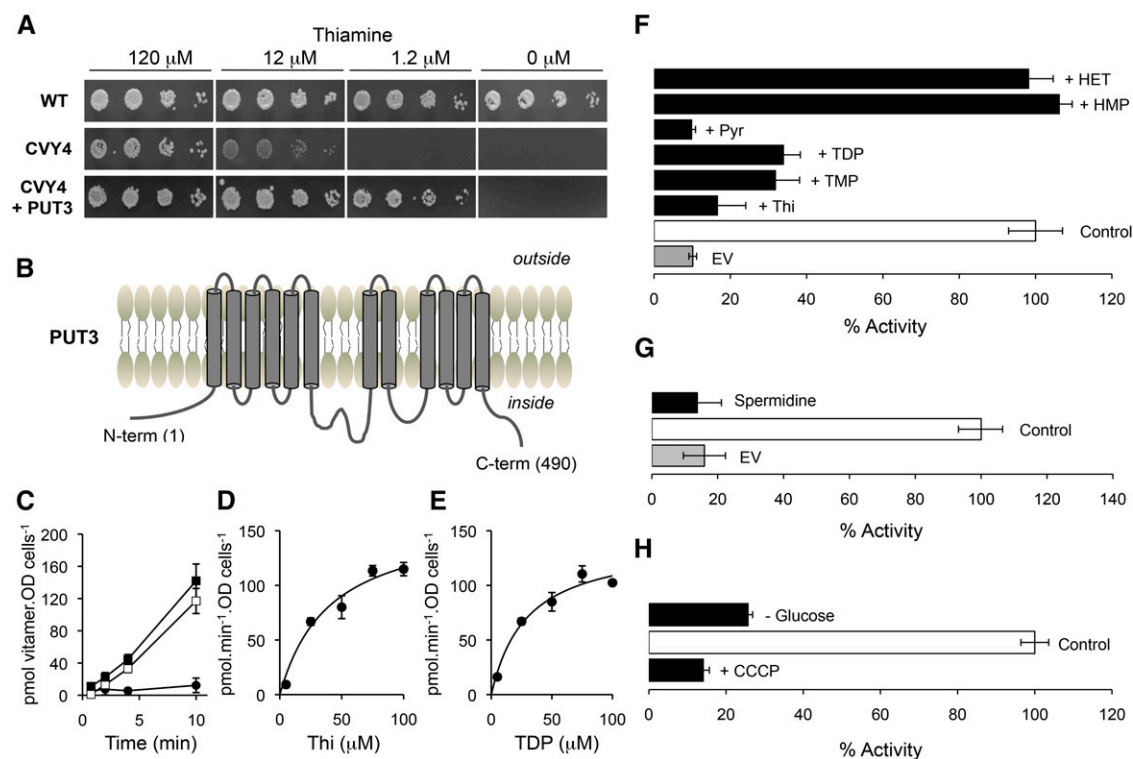 A
Thiamine
120 μM 12 μM 1.2 μM 0 μM
WT
CVY4
CVY4
+ PUT3
B
outside
PUT3
inside
N-term (1)
C-term (490)
C
pmol vitamer.OD cells⁻¹
200
160
120
80
40
0
0 5 10
Time (min)
D
pmol.min⁻¹.OD cells⁻¹
150
100
50
0
0 50 100
Thi (μM)
E
pmol.min⁻¹.OD cells⁻¹
150
100
50
0
0 50 100
TDP (μM)
F
+ HET
+ HMP
+ Pyr
+ TDP
+ TMP
+ Thi
Control
EV
0 20 40 60 80 100 120
% Activity
G
Spermidine
Control
EV
0 20 40 60 80 100 120 140
% Activity
H
- Glucose
Control
+ CCCP
0 20 40 60 80 100 120
% Activity